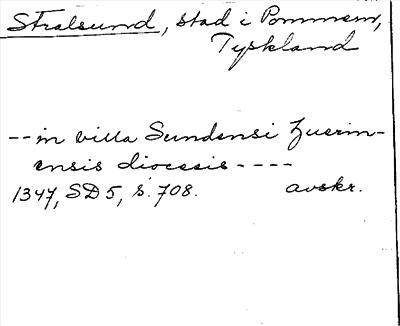 Stralsund, stad i Pommern,
Tyskland
-- in villa Sundensi Zuerin-
ensis diocesis ----
1347, SD 5, s. 708. avskr.